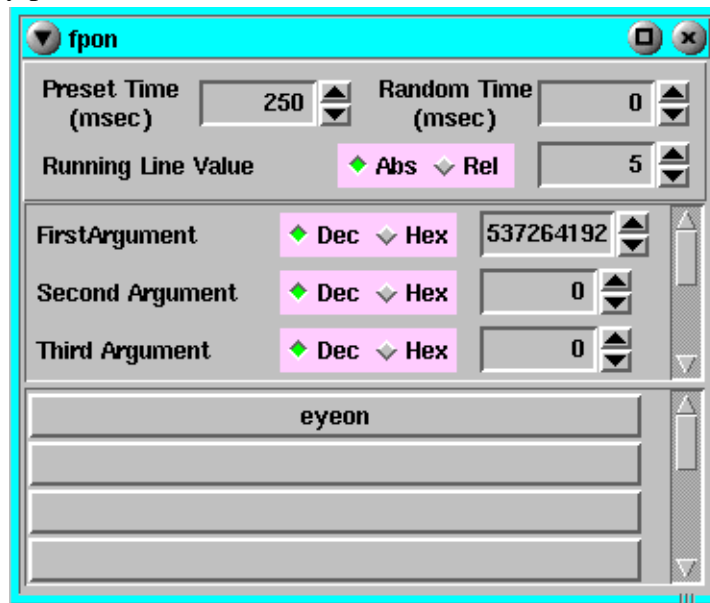 fpon
Preset Time (msec) 250 Random Time (msec) 0
Running Line Value Abs Rel 5
FirstArgument Dec Hex 537264192
Second Argument Dec Hex 0
Third Argument Dec Hex 0
eyeon